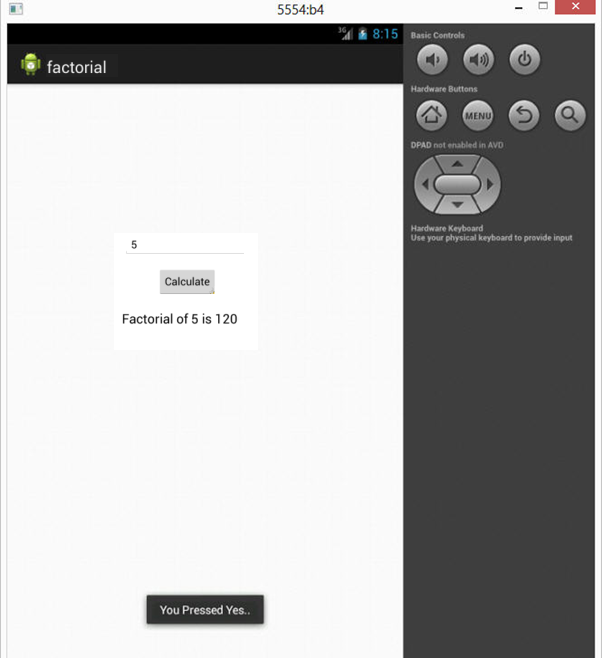 5554:b4
3G 8:15
factorial
5
Calculate
Factorial of 5 is 120
You Pressed Yes..
Basic Controls
Hardware Buttons
MENU
DPAD not enabled in AVD
Hardware Keyboard
Use your physical keyboard to provide input